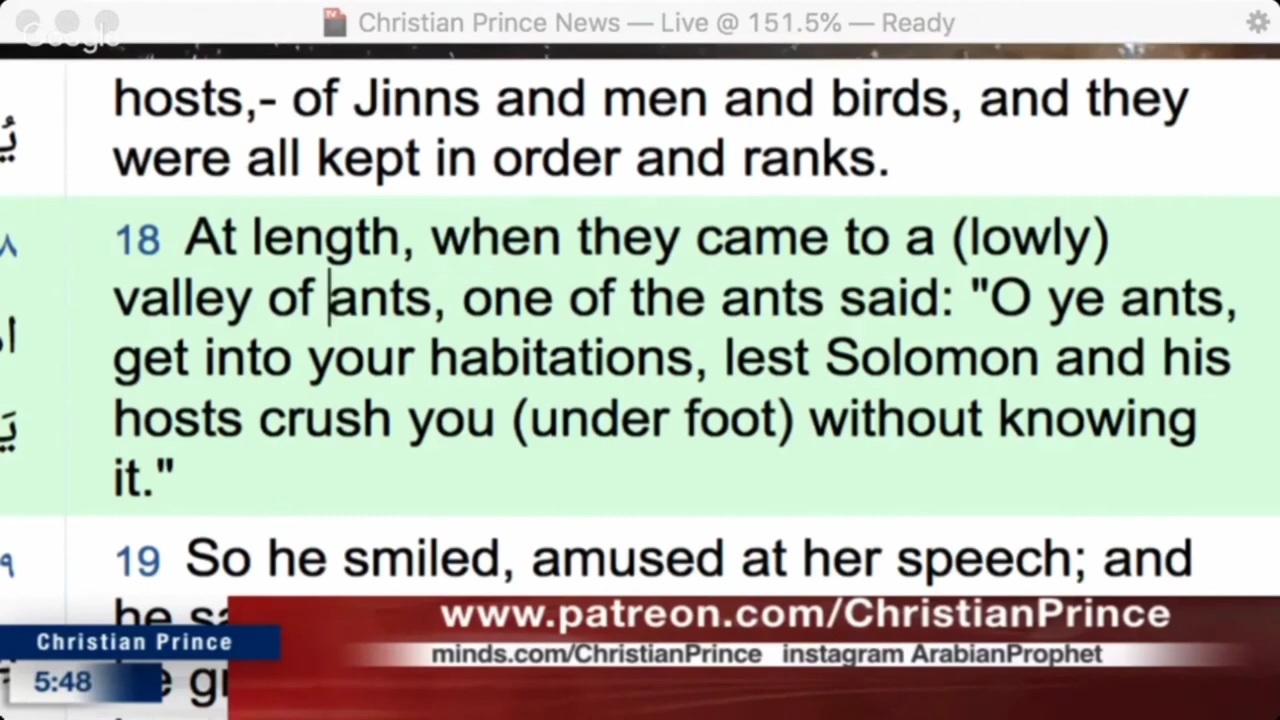 Christian Prince News — Live @ 151.5% — Ready
Google
hosts,- of Jinns and men and birds, and they
were all kept in order and ranks.
18 At length, when they came to a (lowly)
valley of ants, one of the ants said: "O ye ants,
get into your habitations, lest Solomon and his
hosts crush you (under foot) without knowing
it."
19 So he smiled, amused at her speech; and
he
www.patreon.com/ChristianPrince
Christian Prince
minds.com/ChristianPrince instagram ArabianProphet
5:48